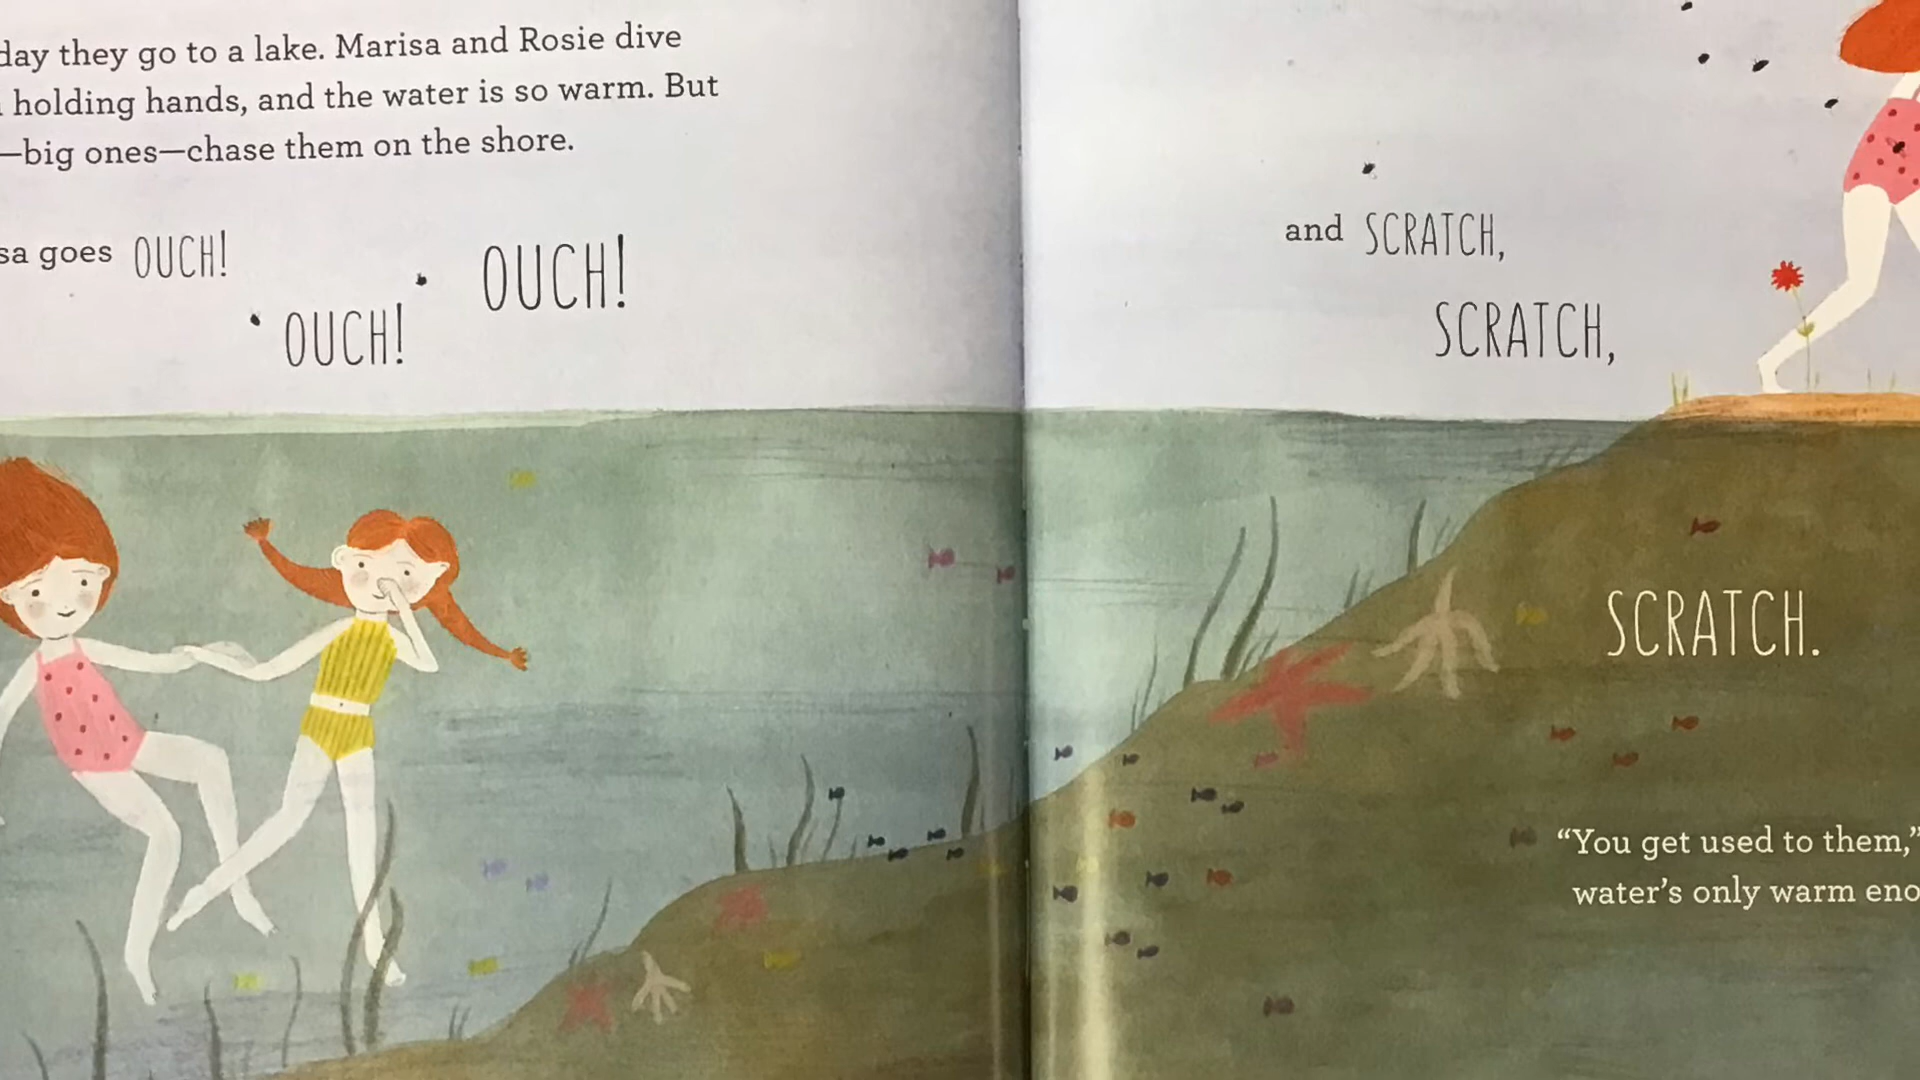 day they go to a lake. Marisa and Rosie dive
holding hands, and the water is so warm. But
—big ones—chase them on the shore.
sa goes OUCH!
OUCH!
OUCH!
and SCRATCH,
SCRATCH,
SCRATCH.
“You get used to them,”
water’s only warm eno